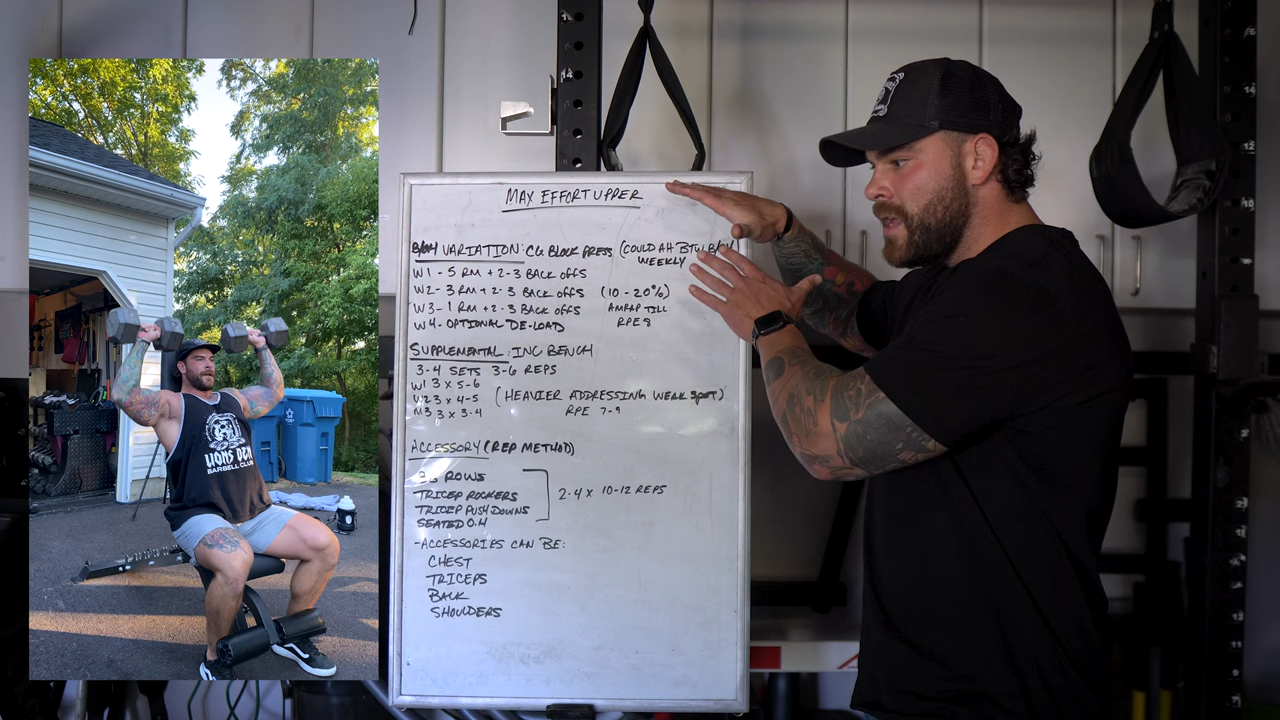 MAX EFFORT UPPER
B/OH VARIATION: CG BLOCK PRESS (COULD AH BTW B/OH
WEEKLY
W1 - 5 RM + 2-3 BACK OFFS
W2 - 3 RM + 2-3 BACK OFFS (10-20%)
W3 - 1 RM + 2-3 BACK OFFS AMRAP TILL
W4 - OPTIONAL DE-LOAD RPE 8
SUPPLEMENTAL: INC BENCH
3-4 SETS 3-6 REPS
W1 3 x 5-6
W2 3 x 4-5 (HEAVIER ADDRESSING WEAK SPOT)
W3 3 x 3-4 RPE 7-9
ACCESSORY (REP METHOD)
ROWS
TRICEP ROCKERS 2-4 x 10-12 REPS
TRICEP PUSH DOWNS
SEATED O.H
-ACCESSORIES CAN BE:
CHEST
TRICEPS
BACK
SHOULDERS
LIONS DEN
BARBELL CLUB